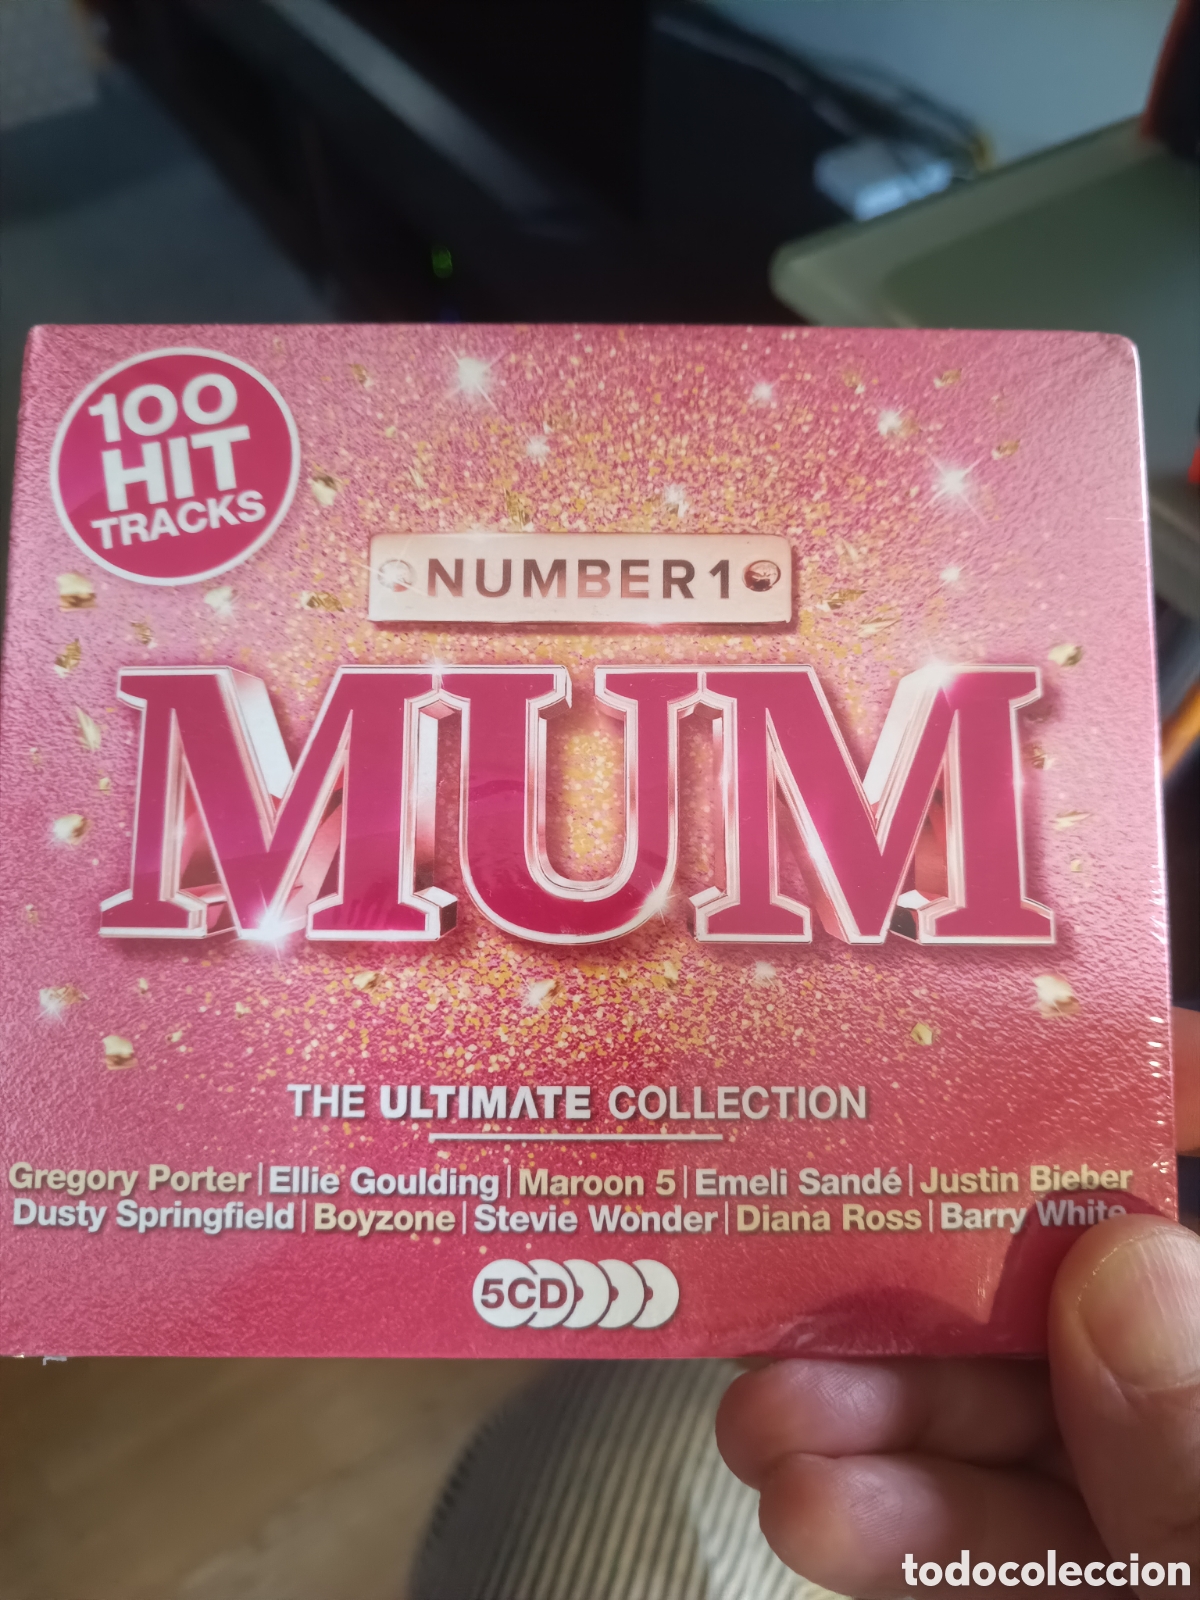 100
HIT
TRACKS
NUMBER 1
MUM
THE ULTIMATE COLLECTION
Gregory Porter | Ellie Goulding | Maroon 5 | Emeli Sandé | Justin Bieber
Dusty Springfield | Boyzone | Stevie Wonder | Diana Ross | Barry White
5CD
todocoleccion